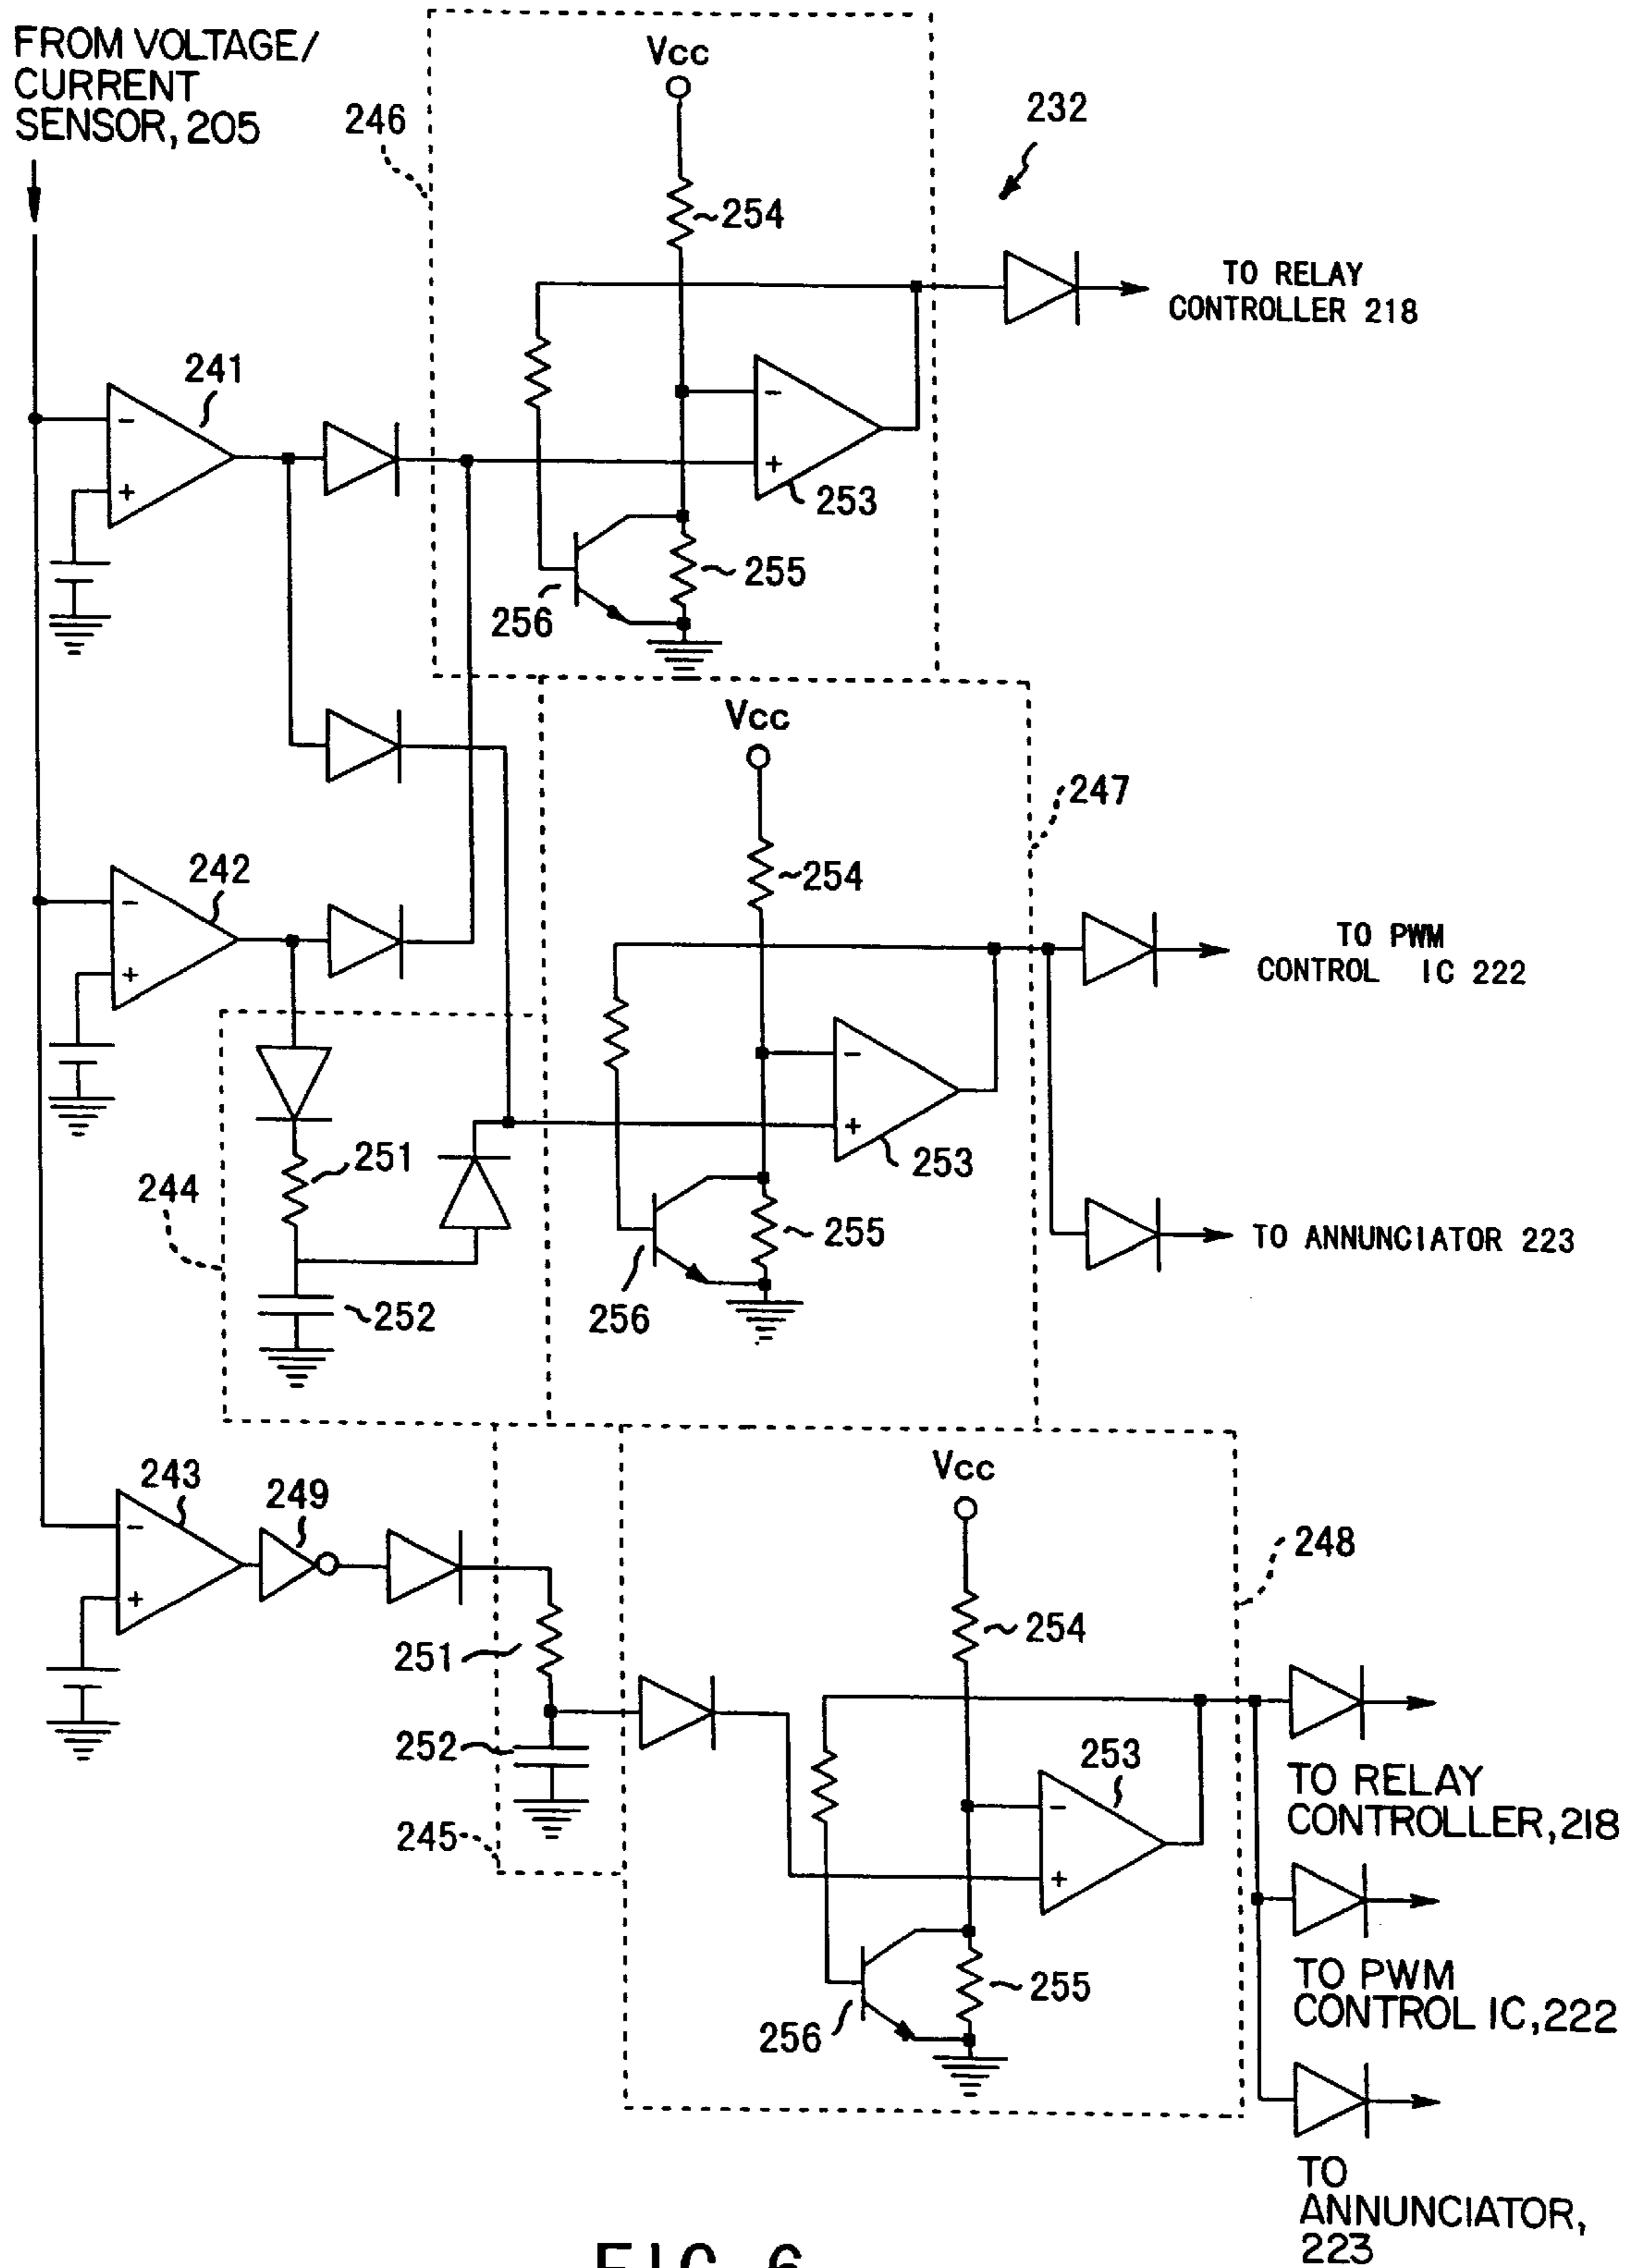 FROM VOLTAGE/
CURRENT
SENSOR, 205
246
Vcc
232
254
TO RELAY
CONTROLLER 218
241
-
+
-
+
253
255
256
Vcc
247
242
254
-
+
TO PWM
CONTROL IC 222
-
+
251
253
244
255
TO ANNUNCIATOR 223
252
256
243
249
Vcc
248
-
+
254
251
252
253
TO RELAY
CONTROLLER, 218
245
-
+
TO PWM
CONTROL IC, 222
255
256
TO
ANNUNCIATOR,
223
FIG. 6